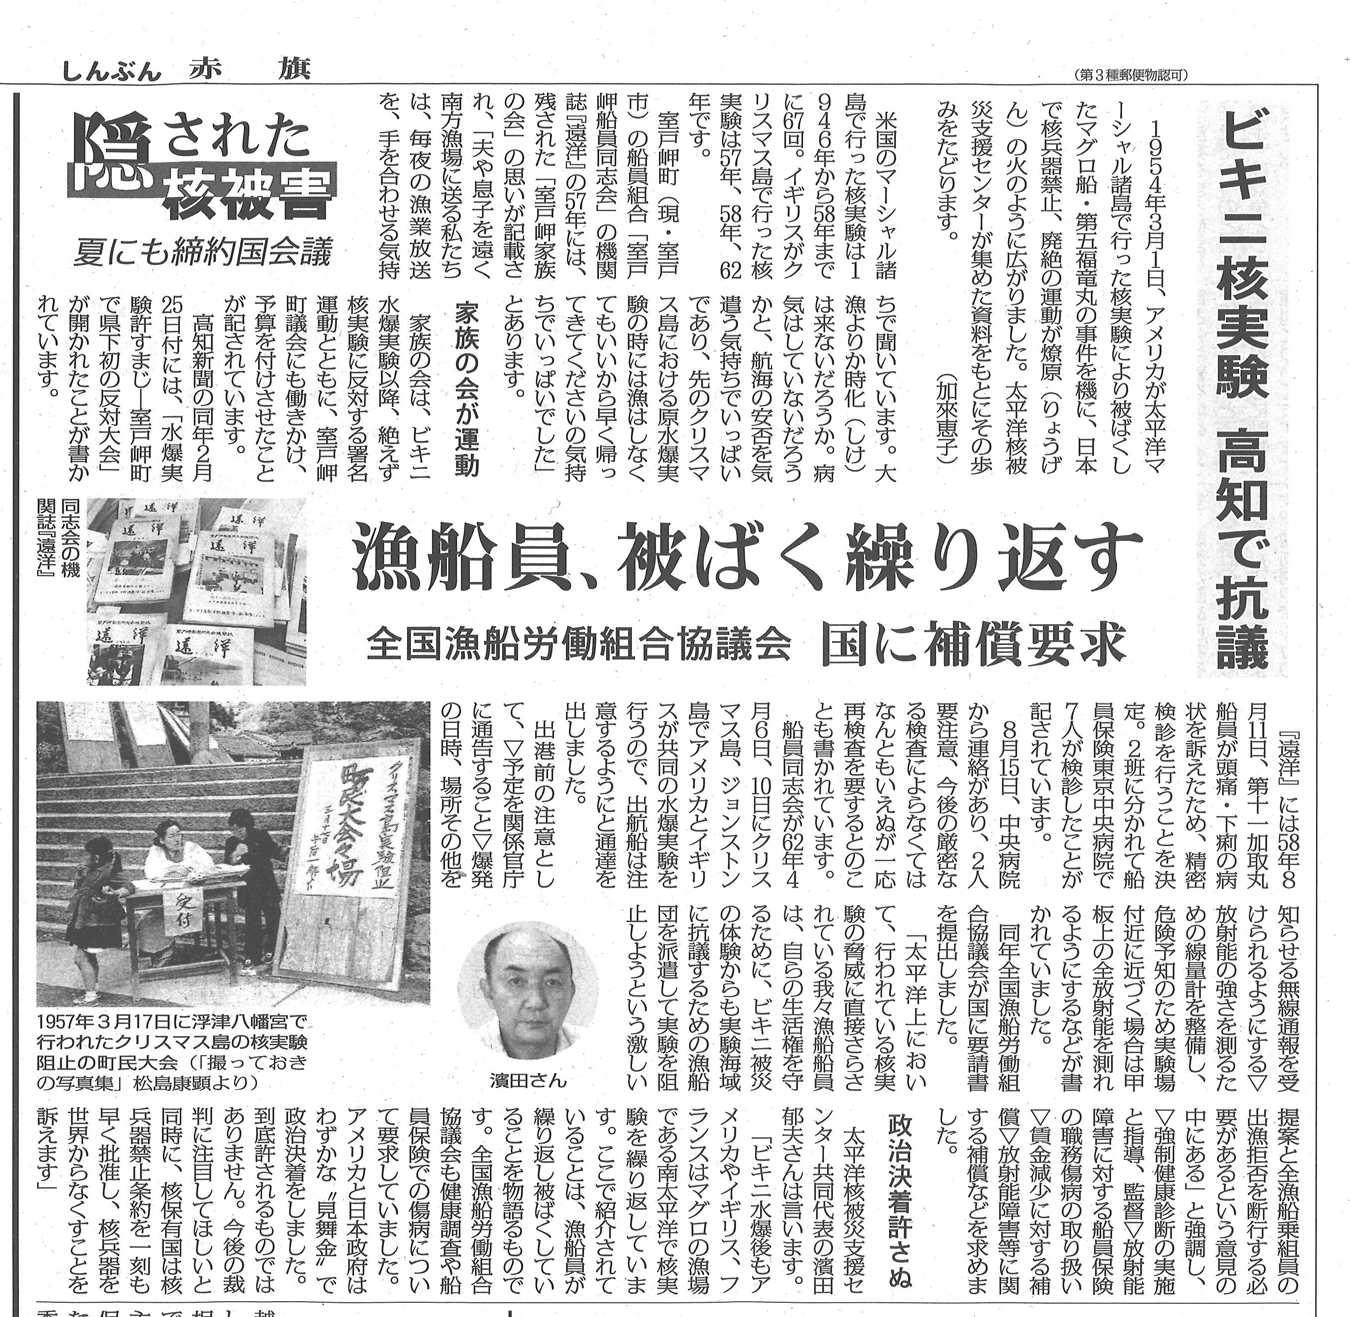 しんぶん 赤旗
（第３種郵便物認可）
ビキニ核実験 高知で抗議
隠された
核被害
夏にも締約国会議
１９５４年３月１日、アメリカが太平洋マ
ーシャル諸島で行った核実験により被ばくし
たマグロ船・第五福竜丸の事件を機に、日本
で核兵器禁止、廃絶の運動が燎原（りょうげ
ん）の火のように広がりました。太平洋核被
災支援センターが集めた資料をもとにその歩
みをたどります。
（加來恵子）
米国のマーシャル諸
島で行った核実験は１
９４６年から58年まで
に67回。イギリスがク
リスマス島で行った核
実験は57年、58年、62
年です。
室戸岬町（現・室戸
市）の船員組合「室戸
岬船員同志会」の機関
誌『遠洋』の57年には、
残された「室戸岬家族
の会」の思いが記載さ
れ、「夫や息子を遠く
南方漁場に送る私たち
は、毎夜の漁業放送
を、手を合わせる気持
ちで聞いています。大
漁よりか時化（しけ）
は来ないだろうか。病
気はしていないだろう
かと、航海の安否を気
遣う気持ちでいっぱい
であり、先のクリスマ
ス島における原水爆実
験の時には漁はしなく
てもいいから早く帰っ
てきてくださいの気持
ちでいっぱいでした」
とあります。
家族の会が運動
家族の会は、ビキニ
水爆実験以降、絶えず
核実験に反対する署名
運動とともに、室戸岬
町議会にも働きかけ、
予算を付けさせたこと
が記されています。
高知新聞の同年２月
25日付には、「水爆実
験許すまじ―室戸岬町
で県下初の反対大会」
が開かれたことが書か
れています。
漁船員、被ばく繰り返す
全国漁船労働組合協議会 国に補償要求
遠洋
遠洋
遠洋
遠洋
同志会の機
関誌『遠洋』
『遠洋』には58年８
月11日、第十一加取丸
船員が頭痛・下痢の病
状を訴えたため、精密
検診を行うことを決
定。２班に分かれて船
員保険東京中央病院で
７人が検診したことが
記されています。
８月15日、中央病院
から連絡があり、２人
要注意、今後の厳密な
る検査によらなくては
なんともいえぬが一応
再検査を要するとのこ
とも書かれています。
船員同志会が62年４
月６日、10日にクリス
マス島、ジョンストン
島でアメリカとイギリ
スが共同の水爆実験を
行うので、出航船は注
意するようにと通達を
出しました。
出港前の注意とし
て、▽予定を関係官庁
に通告すること▽爆発
の日時、場所その他を
知らせる無線通報を受
けられるようにする▽
放射能の強さを測るた
めの線量計を整備し、
危険予知のため実験場
付近に近づく場合は甲
板上の全放射能を測れ
るようにするなどが書
かれていました。
同年全国漁船労働組
合協議会が国に要請書
を提出しました。
「太平洋上におい
て、行われている核実
験の脅威に直接さらさ
れている我々漁船船員
は、自らの生活権を守
るために、ビキニ被災
の体験からも実験海域
に抗議するための漁船
団を派遣して実験を阻
止しようという激しい
提案と全漁船乗組員の
出漁拒否を断行する必
要があるという意見の
中にある」と強調し、
▽強制健康診断の実施
と指導、監督▽放射能
障害に対する船員保険
の職務傷病の取り扱い
▽賃金減少に対する補
償▽放射能障害等に関
する補償などを求めま
した。
政治決着許さぬ
太平洋核被災支援セ
ンター共同代表の濵田
郁夫さんは言います。
「ビキニ水爆後もア
メリカやイギリス、フ
ランスはマグロの漁場
である南太平洋で核実
験を繰り返していま
す。ここで紹介されて
いることは、漁船員が
繰り返し被ばくしてい
ることを物語るもので
す。全国漁船労働組合
協議会も健康調査や船
員保険での傷病につい
て要求していました。
アメリカと日本政府は
わずかな〝見舞金〟で
政治決着をしました。
到底許されるものでは
ありません。今後の裁
判に注目してほしいと
同時に、核保有国は核
兵器禁止条約を一刻も
早く批准し、核兵器を
世界からなくすことを
訴えます」
クリスマス島実験阻止
町民大会々場
三月十七日
受付
1957年３月17日に浮津八幡宮で
行われたクリスマス島の核実験
阻止の町民大会（「撮っておき
の写真集」松島康顕より）
濵田さん